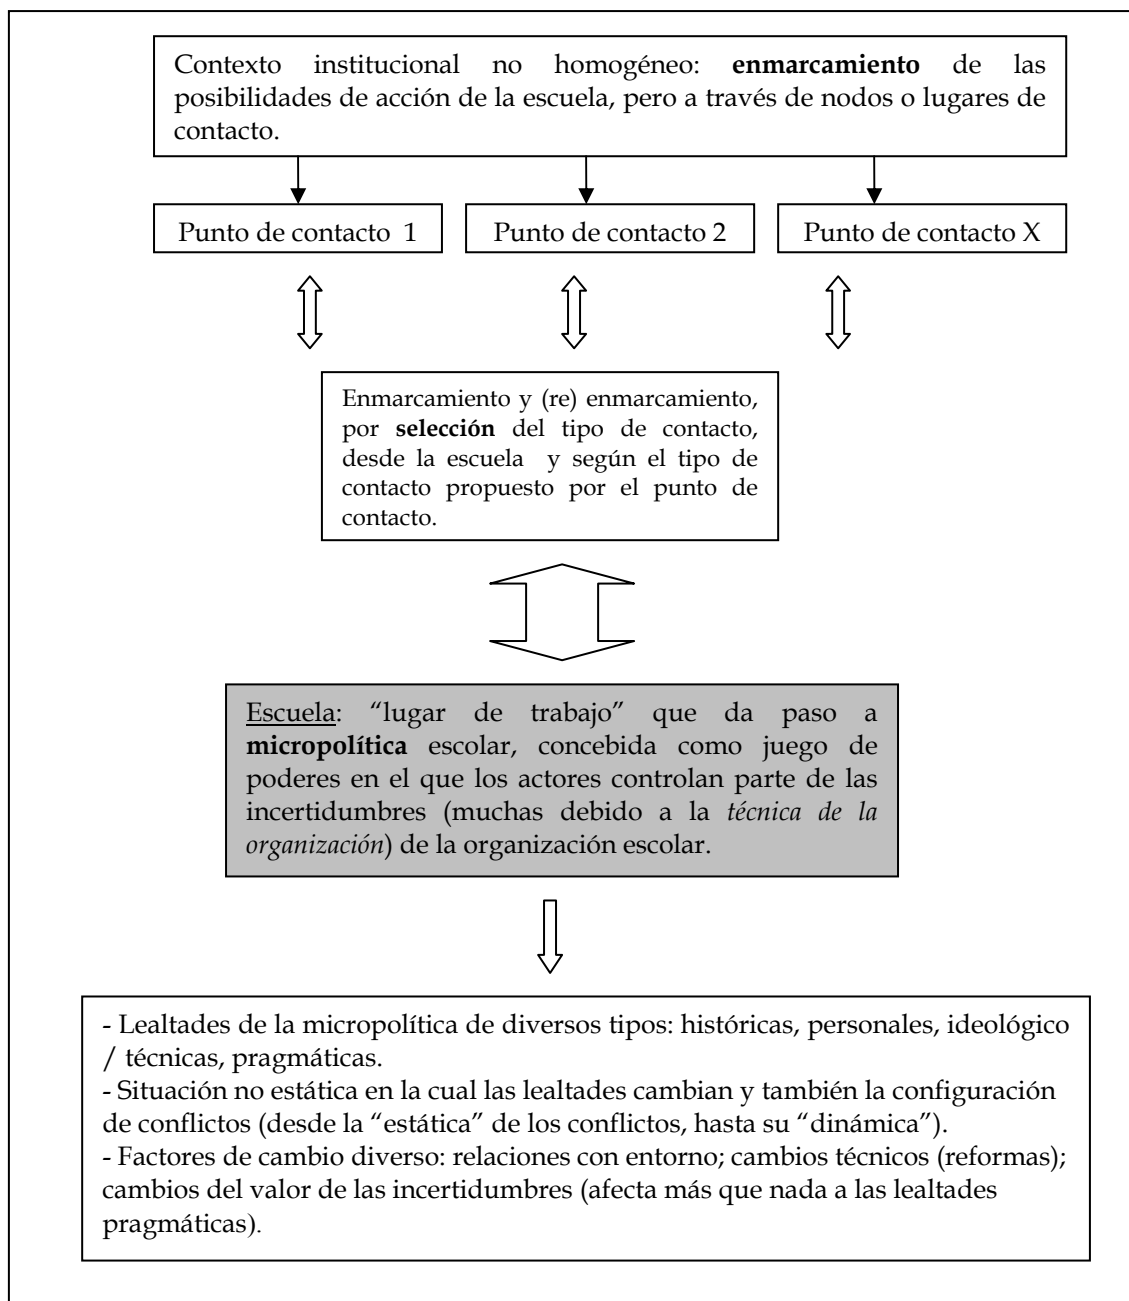 Contexto institucional no homogéneo: enmarcamiento de las
posibilidades de acción de la escuela, pero a través de nodos o lugares de
contacto.
Punto de contacto 1
Punto de contacto 2
Punto de contacto X
Enmarcamiento y (re) enmarcamiento,
por selección del tipo de contacto,
desde la escuela y según el tipo de
contacto propuesto por el punto de
contacto.
Escuela: “lugar de trabajo” que da paso a
micropolítica escolar, concebida como juego de
poderes en el que los actores controlan parte de las
incertidumbres (muchas debido a la técnica de la
organización) de la organización escolar.
- Lealtades de la micropolítica de diversos tipos: históricas, personales, ideológico
/ técnicas, pragmáticas.
- Situación no estática en la cual las lealtades cambian y también la configuración
de conflictos (desde la “estática” de los conflictos, hasta su “dinámica”).
- Factores de cambio diverso: relaciones con entorno; cambios técnicos (reformas);
cambios del valor de las incertidumbres (afecta más que nada a las lealtades
pragmáticas).